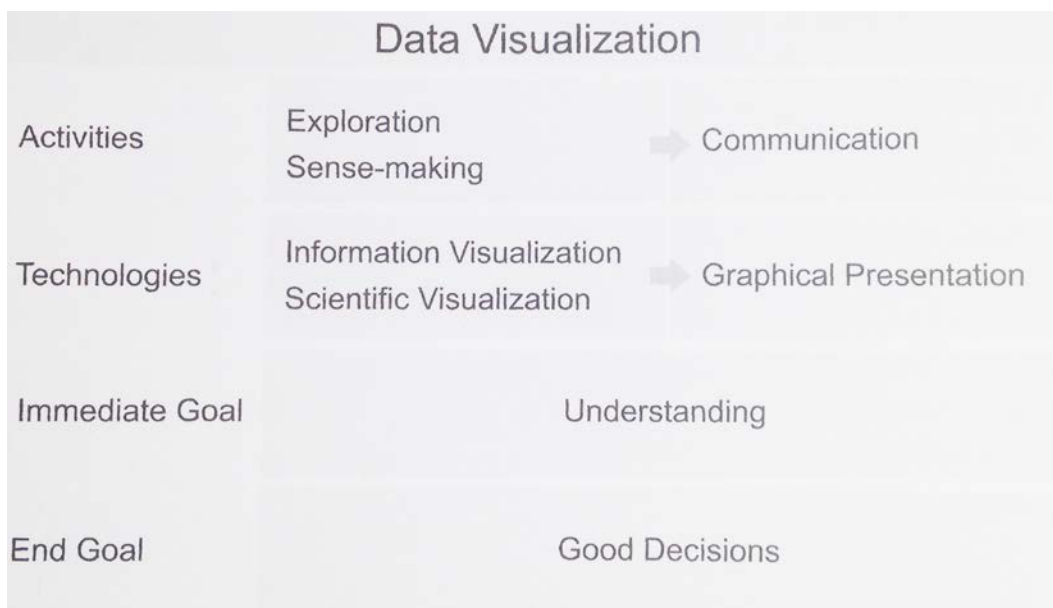 Data Visualization
Activities
Exploration
Sense-making
Communication
Technologies
Information Visualization
Scientific Visualization
Graphical Presentation
Immediate Goal
Understanding
End Goal
Good Decisions